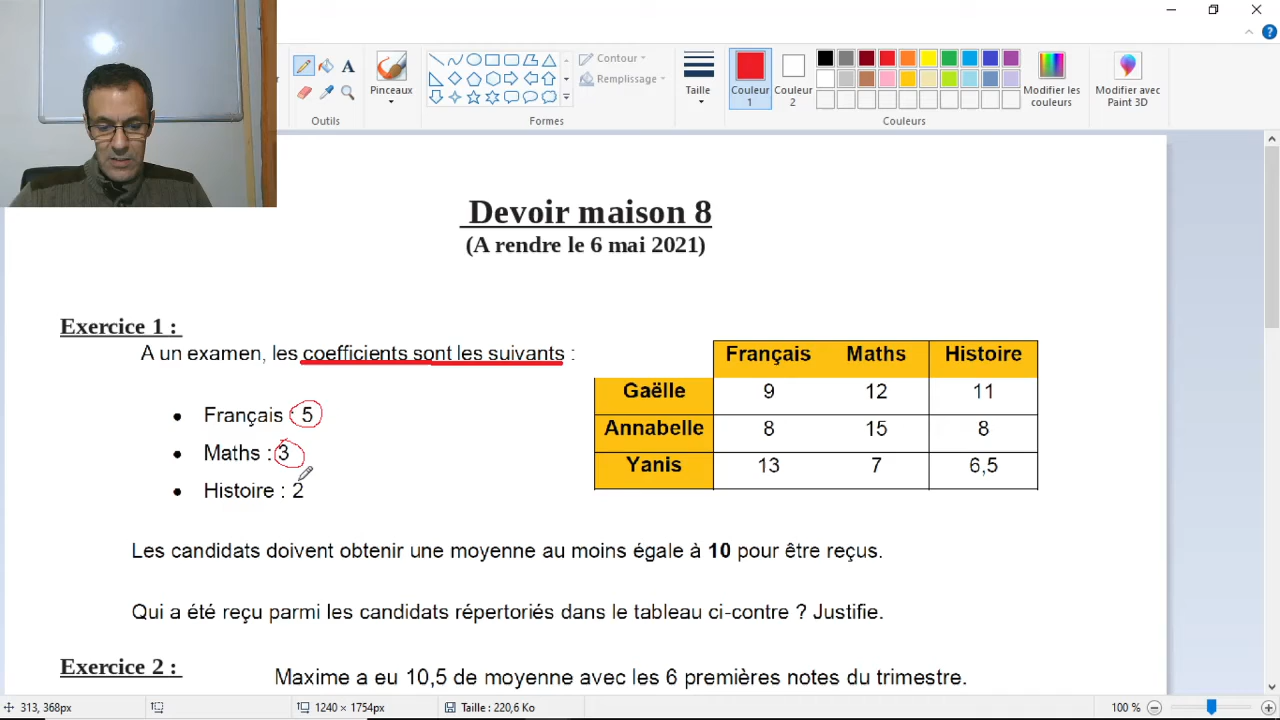 Contour
Remplissage
Pinceaux
Taille
Couleur 1
Couleur 2
Modifier les couleurs
Modifier avec Paint 3D
Outils
Formes
Couleurs
Devoir maison 8
(A rendre le 6 mai 2021)
Exercice 1 :
A un examen, les coefficients sont les suivants :
• Français : 5
• Maths : 3
• Histoire : 2
Français Maths Histoire
Gaëlle 9 12 11
Annabelle 8 15 8
Yanis 13 7 6,5
Les candidats doivent obtenir une moyenne au moins égale à 10 pour être reçus.
Qui a été reçu parmi les candidats répertoriés dans le tableau ci-contre ? Justifie.
Exercice 2 :
Maxime a eu 10,5 de moyenne avec les 6 premières notes du trimestre.
313, 368px
1240 × 1754px
Taille : 220,6 Ko
100 %